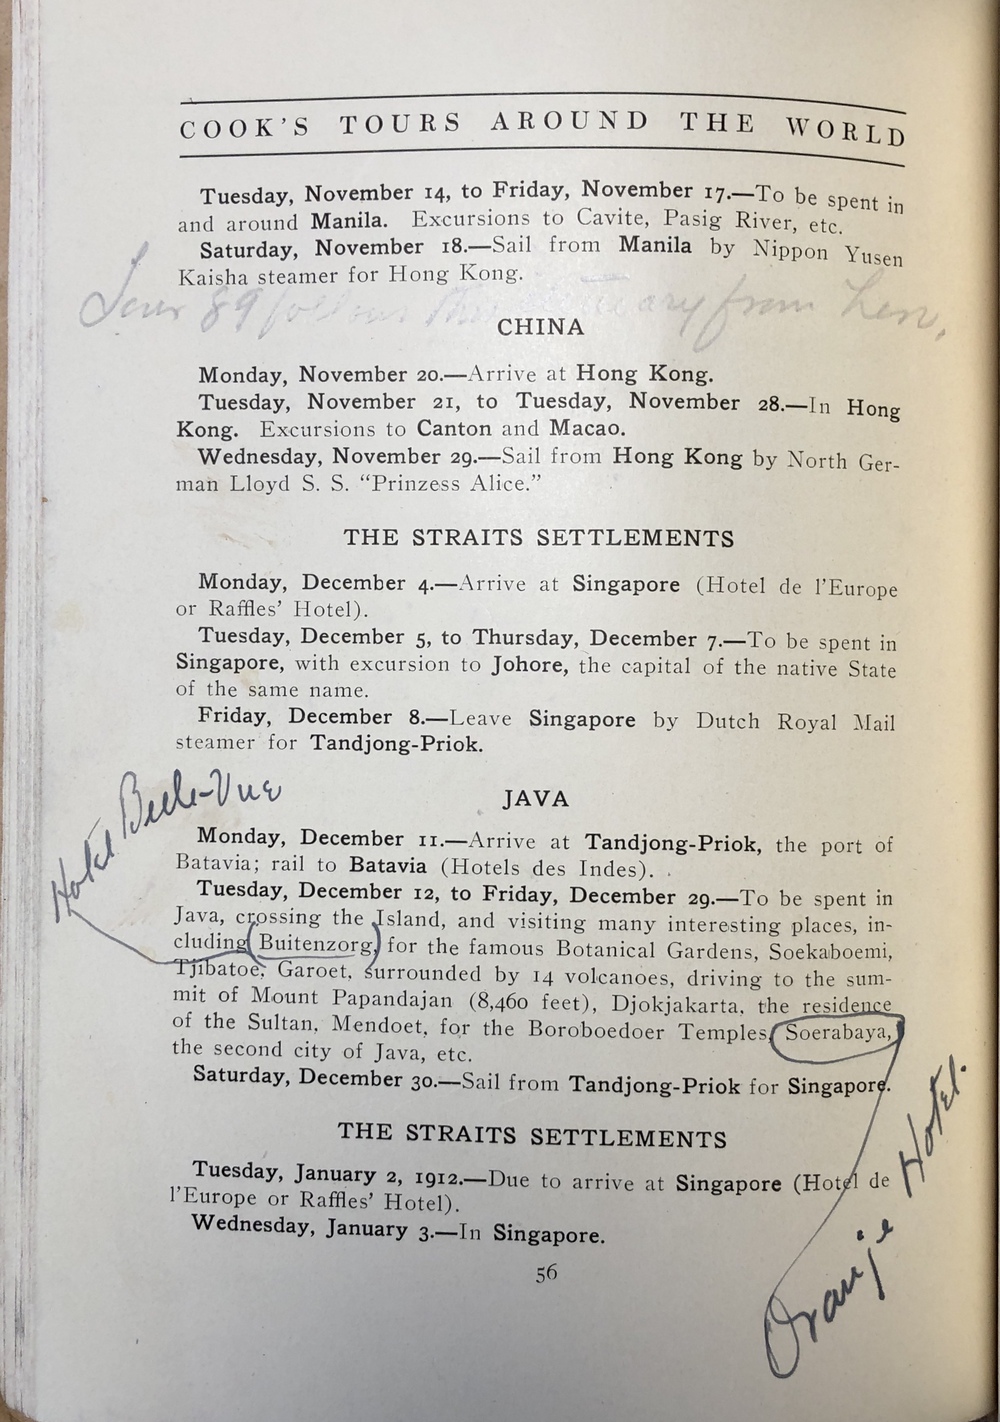 COOK'S TOURS AROUND THE WORLD
Tuesday, November 14, to Friday, November 17.—To be spent in
and around Manila. Excursions to Cavite, Pasig River, etc.
Saturday, November 18.—Sail from Manila by Nippon Yusen
Kaisha steamer for Hong Kong.
Tour 89 follows this itinerary from here.
CHINA
Monday, November 20.—Arrive at Hong Kong.
Tuesday, November 21, to Tuesday, November 28.—In Hong
Kong. Excursions to Canton and Macao.
Wednesday, November 29.—Sail from Hong Kong by North Ger-
man Lloyd S. S. “Prinzess Alice.”
THE STRAITS SETTLEMENTS
Monday, December 4.—Arrive at Singapore (Hotel de l'Europe
or Raffles' Hotel).
Tuesday, December 5, to Thursday, December 7.—To be spent in
Singapore, with excursion to Johore, the capital of the native State
of the same name.
Friday, December 8.—Leave Singapore by Dutch Royal Mail
steamer for Tandjong-Priok.
Hotel Belle-Vue
JAVA
Monday, December 11.—Arrive at Tandjong-Priok, the port of
Batavia; rail to Batavia (Hotels des Indes).
Tuesday, December 12, to Friday, December 29.—To be spent in
Java, crossing the Island, and visiting many interesting places, in-
cluding Buitenzorg, for the famous Botanical Gardens, Soekaboemi,
Tjibatoe, Garoet, surrounded by 14 volcanoes, driving to the sum-
mit of Mount Papandajan (8,460 feet), Djokjakarta, the residence
of the Sultan, Mendoet, for the Boroboedoer Temples, Soerabaya,
the second city of Java, etc.
Saturday, December 30.—Sail from Tandjong-Priok for Singapore.
THE STRAITS SETTLEMENTS
Tuesday, January 2, 1912.—Due to arrive at Singapore (Hotel de
l'Europe or Raffles' Hotel).
Wednesday, January 3.—In Singapore.
Oranje Hotel.
56